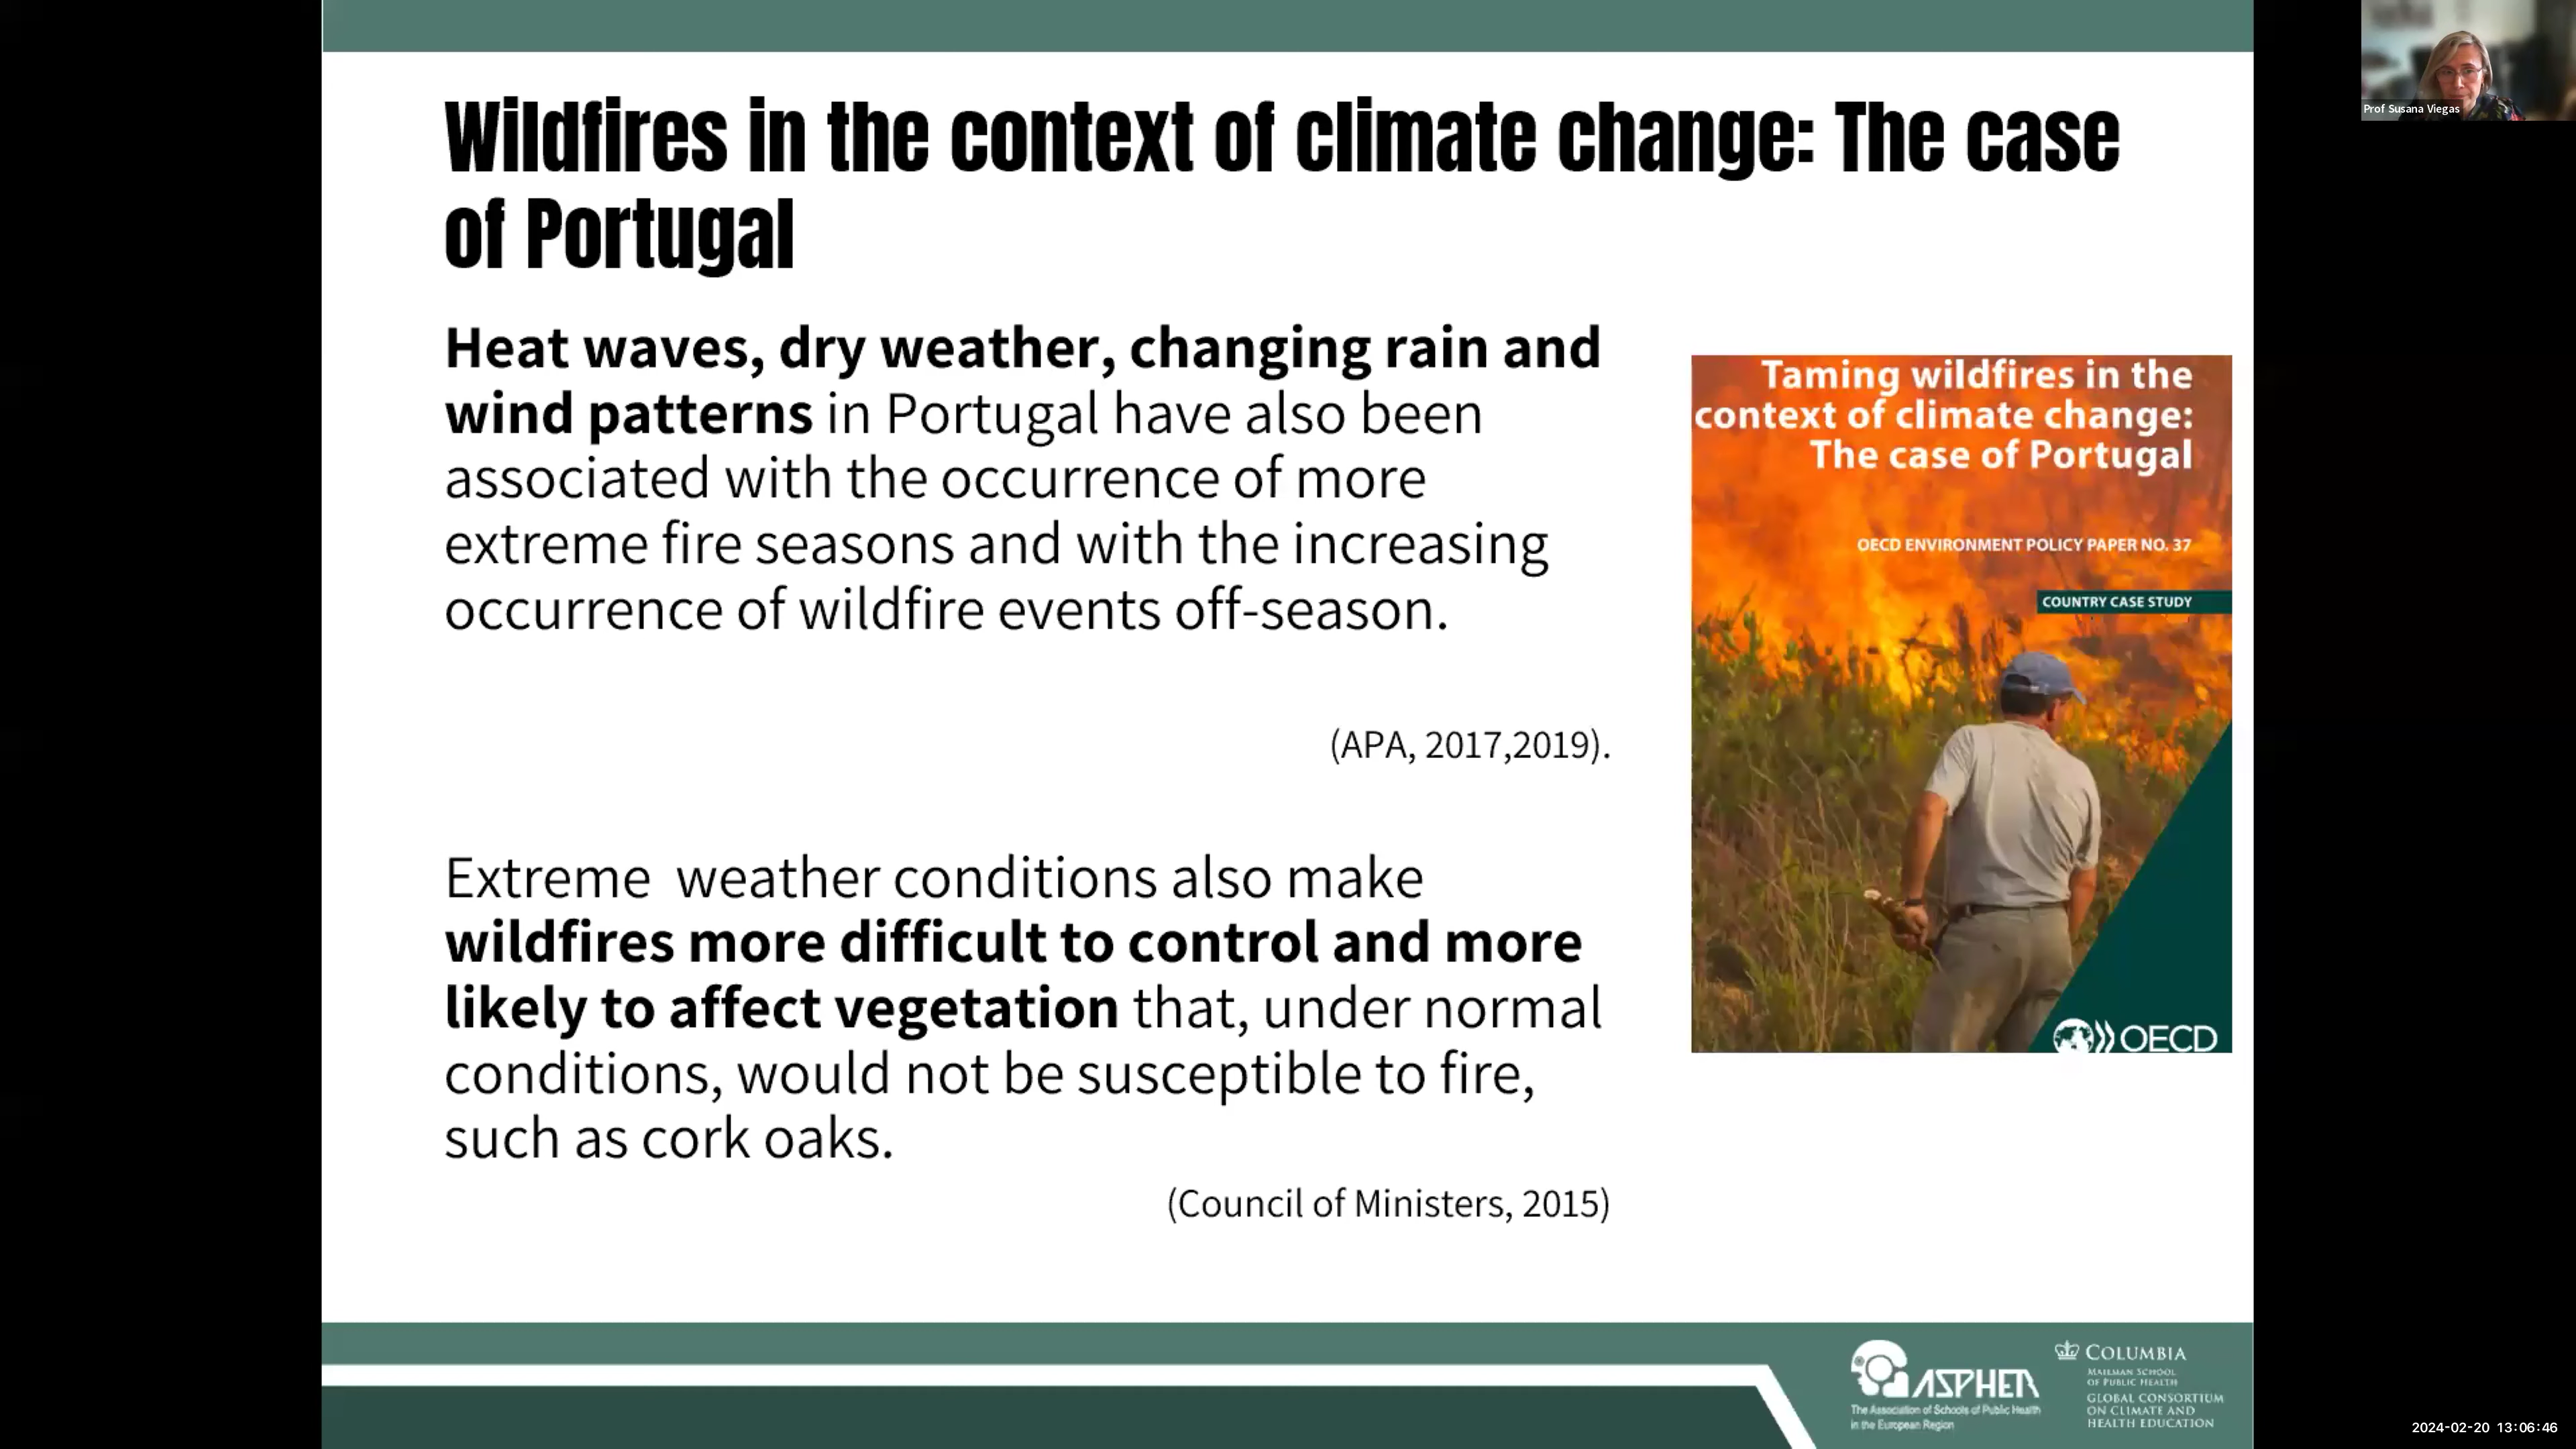 Prof Susana Viegas
Wildfires in the context of climate change: The case
of Portugal
Heat waves, dry weather, changing rain and
wind patterns in Portugal have also been
associated with the occurrence of more
extreme fire seasons and with the increasing
occurrence of wildfire events off-season.
(APA, 2017,2019).
Extreme  weather conditions also make
wildfires more difficult to control and more
likely to affect vegetation that, under normal
conditions, would not be susceptible to fire,
such as cork oaks.
(Council of Ministers, 2015)
Taming wildfires in the
context of climate change:
The case of Portugal
OECD ENVIRONMENT POLICY PAPER NO. 37
COUNTRY CASE STUDY
OECD
ASPHER
The Association of Schools of Public Health
in the European Region
COLUMBIA
MAILMAN SCHOOL
OF PUBLIC HEALTH
GLOBAL CONSORTIUM
ON CLIMATE AND
HEALTH EDUCATION
2024-02-20 13:06:46